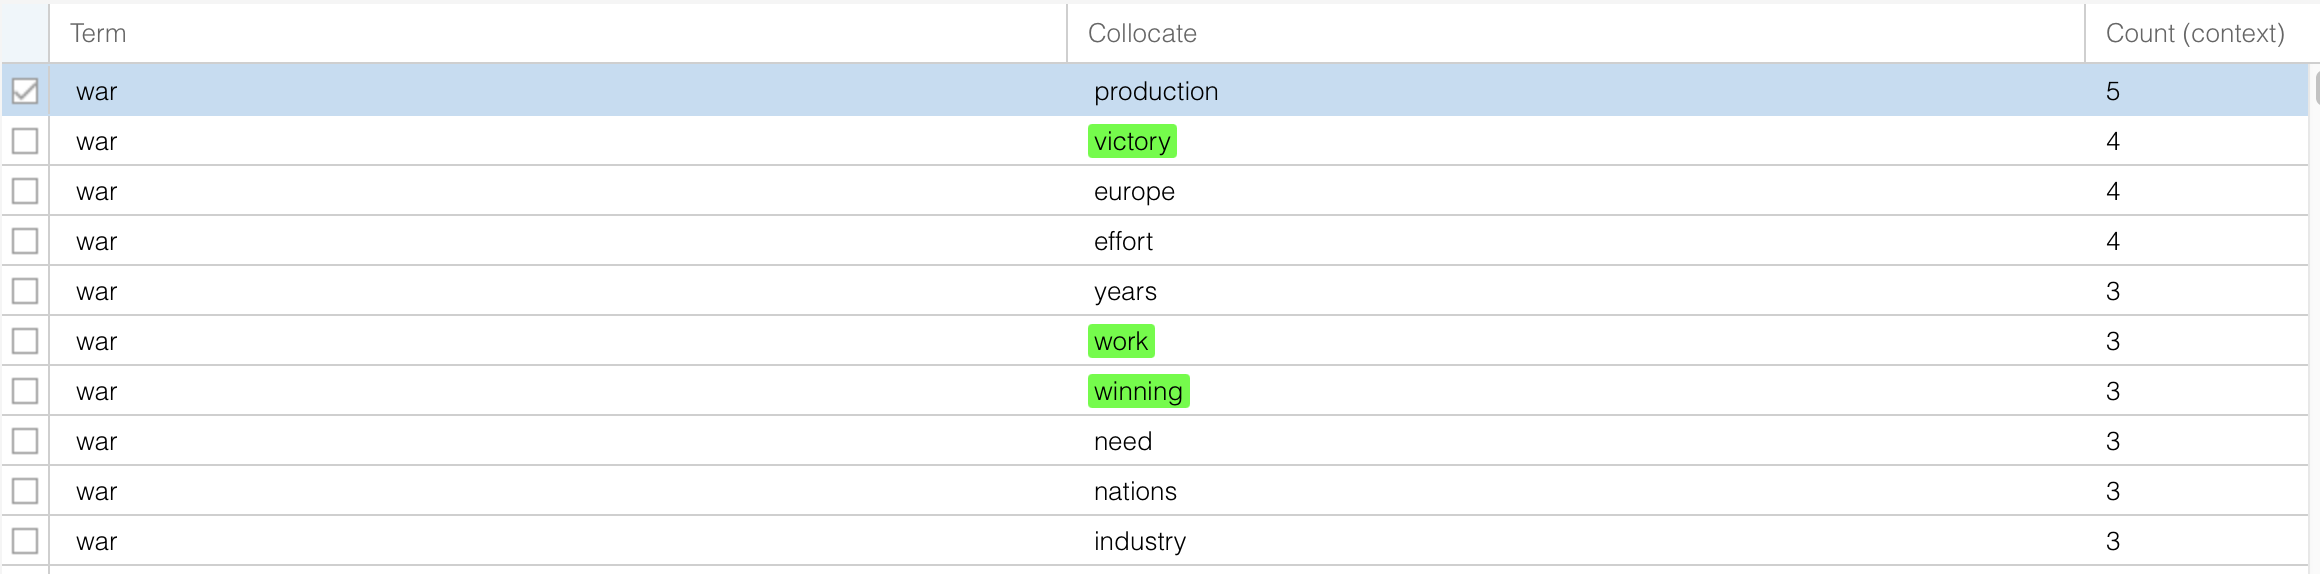 Term Collocate Count (context)
war production 5
war victory 4
war europe 4
war effort 4
war years 3
war work 3
war winning 3
war need 3
war nations 3
war industry 3